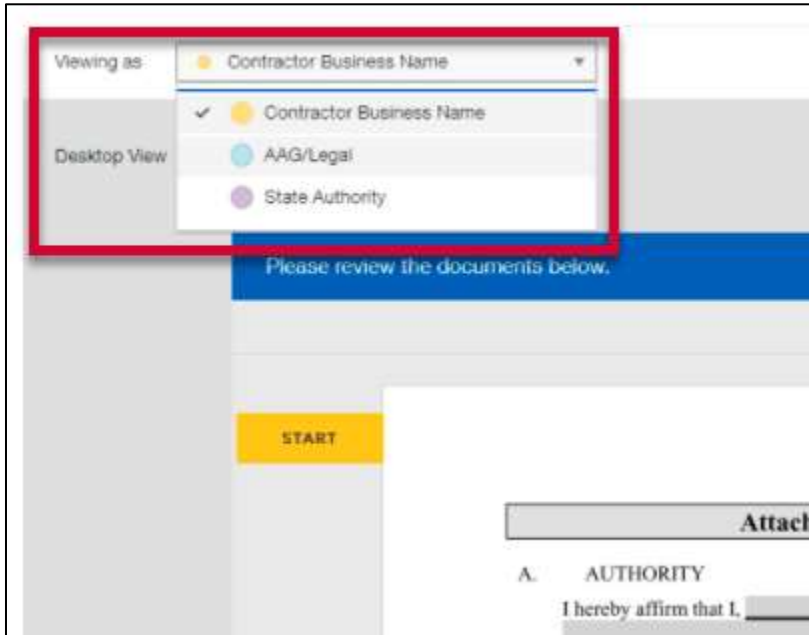 Viewing as Contractor Business Name
Contractor Business Name
Desktop View AAG/Legal
State Authority
Please review the documents below.
START
Attach
A. AUTHORITY
I hereby affirm that I,